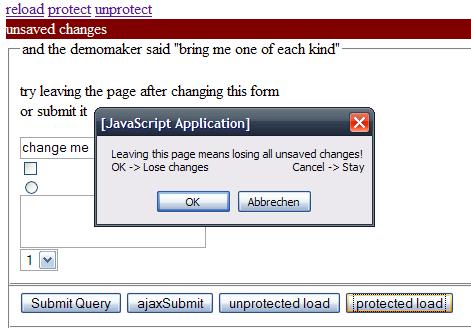 reload protect unprotect
unsaved changes
and the demomaker said "bring me one of each kind"
try leaving the page after changing this form
or submit it
[JavaScript Application]
change me
Leaving this page means losing all unsaved changes!
OK -> Lose changes Cancel -> Stay
OK Abbrechen
1
Submit Query ajaxSubmit unprotected load protected load